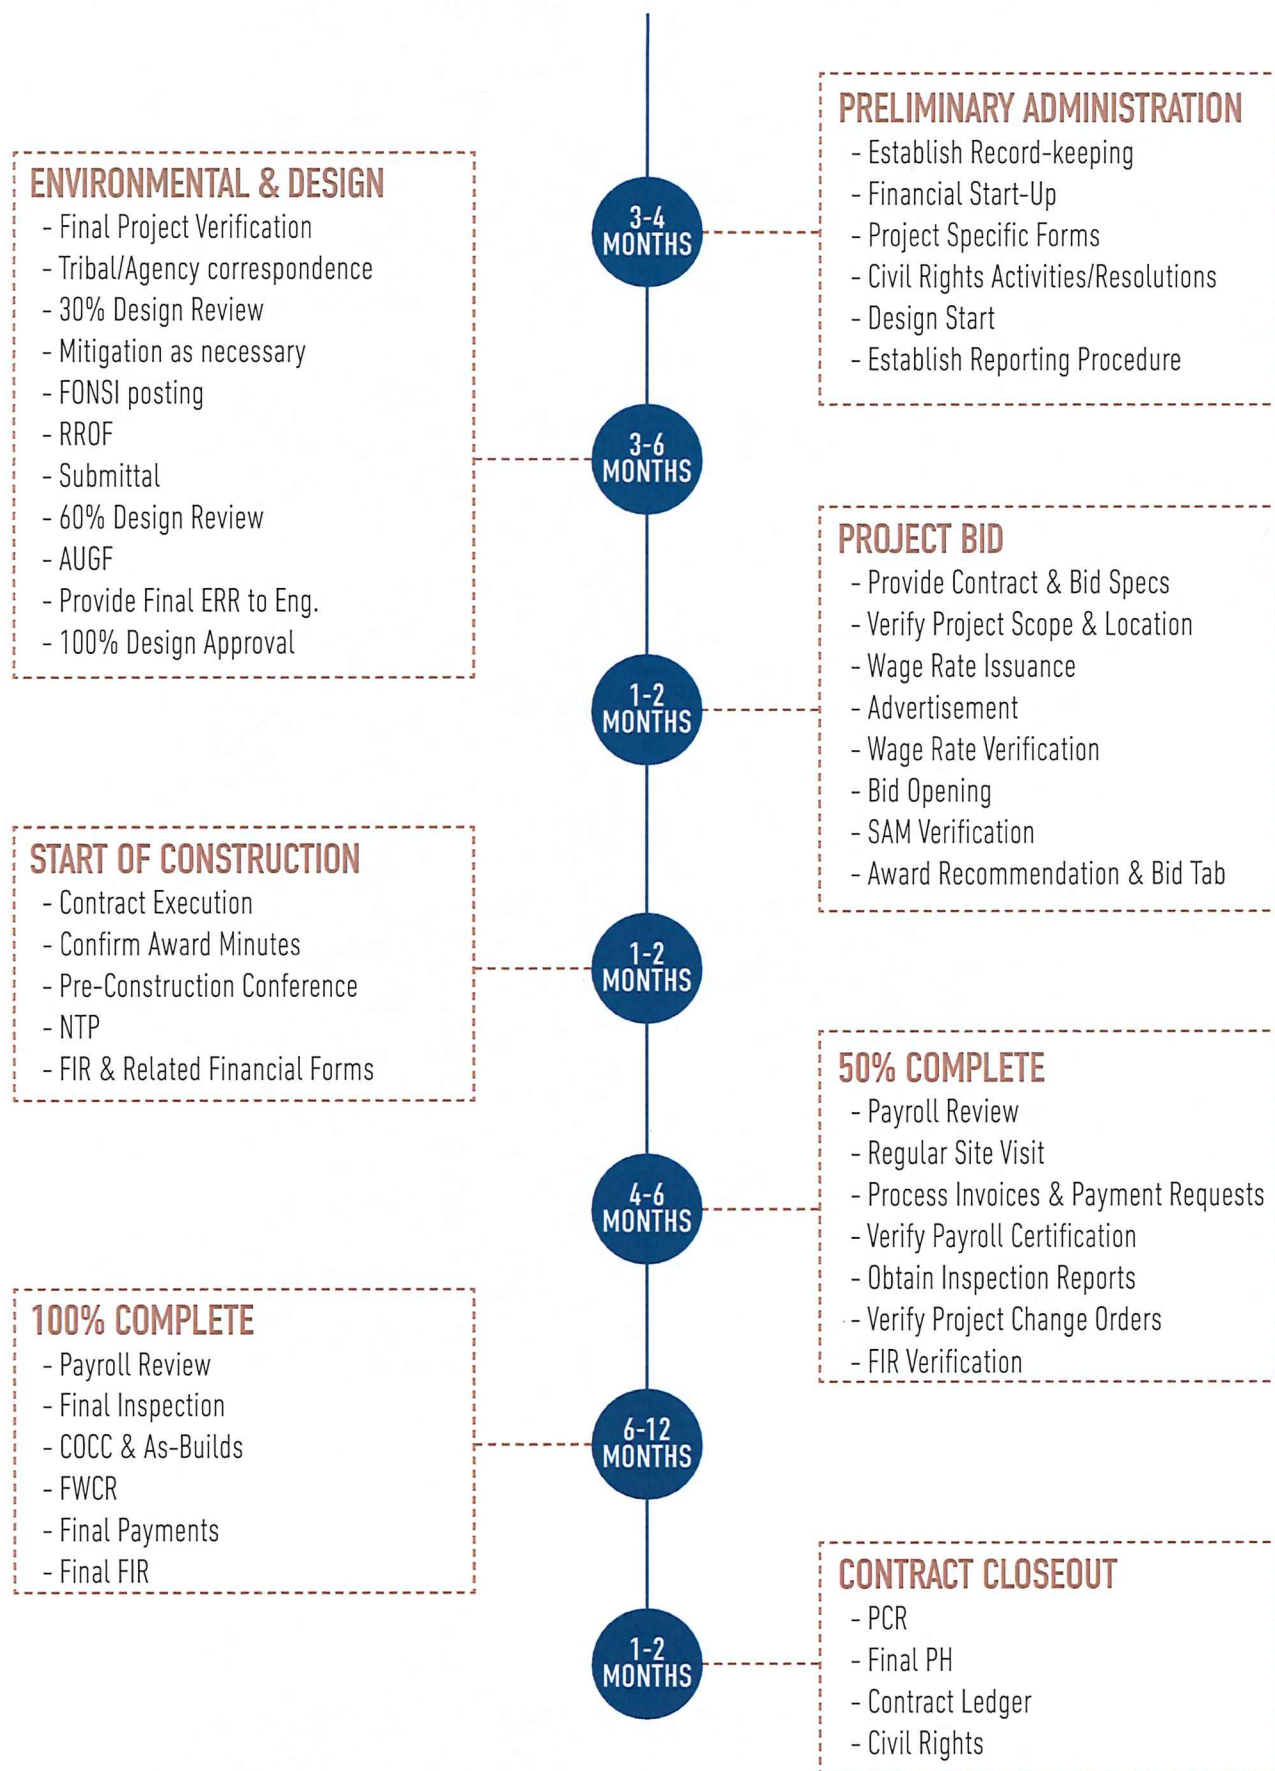 PRELIMINARY ADMINISTRATION
- Establish Record-keeping
- Financial Start-Up
- Project Specific Forms
- Civil Rights Activities/Resolutions
- Design Start
- Establish Reporting Procedure
3-4
MONTHS
ENVIRONMENTAL & DESIGN
- Final Project Verification
- Tribal/Agency correspondence
- 30% Design Review
- Mitigation as necessary
- FONSI posting
- RROF
- Submittal
- 60% Design Review
- AUGF
- Provide Final ERR to Eng.
- 100% Design Approval
3-6
MONTHS
PROJECT BID
- Provide Contract & Bid Specs
- Verify Project Scope & Location
- Wage Rate Issuance
- Advertisement
- Wage Rate Verification
- Bid Opening
- SAM Verification
- Award Recommendation & Bid Tab
1-2
MONTHS
START OF CONSTRUCTION
- Contract Execution
- Confirm Award Minutes
- Pre-Construction Conference
- NTP
- FIR & Related Financial Forms
1-2
MONTHS
50% COMPLETE
- Payroll Review
- Regular Site Visit
- Process Invoices & Payment Requests
- Verify Payroll Certification
- Obtain Inspection Reports
- Verify Project Change Orders
- FIR Verification
4-6
MONTHS
100% COMPLETE
- Payroll Review
- Final Inspection
- COCC & As-Builds
- FWCR
- Final Payments
- Final FIR
6-12
MONTHS
CONTRACT CLOSEOUT
- PCR
- Final PH
- Contract Ledger
- Civil Rights
1-2
MONTHS